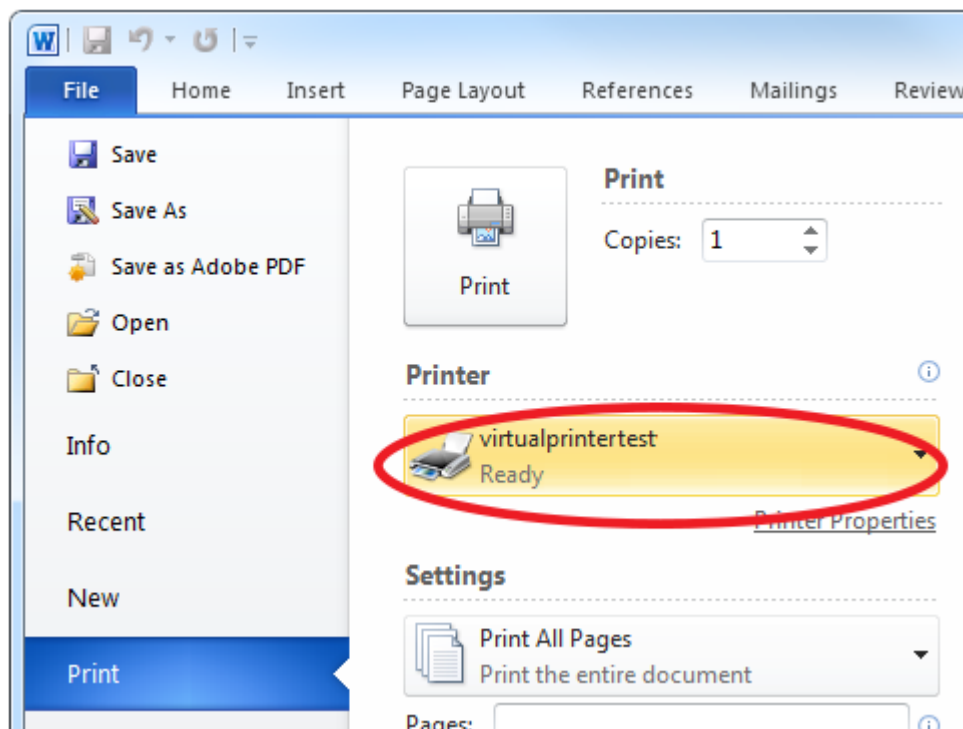 W
File Home Insert Page Layout References Mailings Review
Save
Save As
Save as Adobe PDF
Open
Close
Info
Recent
New
Print
Print
Print
Copies: 1
Printer
virtualprintertest
Ready
Printer Properties
Settings
Print All Pages
Print the entire document
Pages: